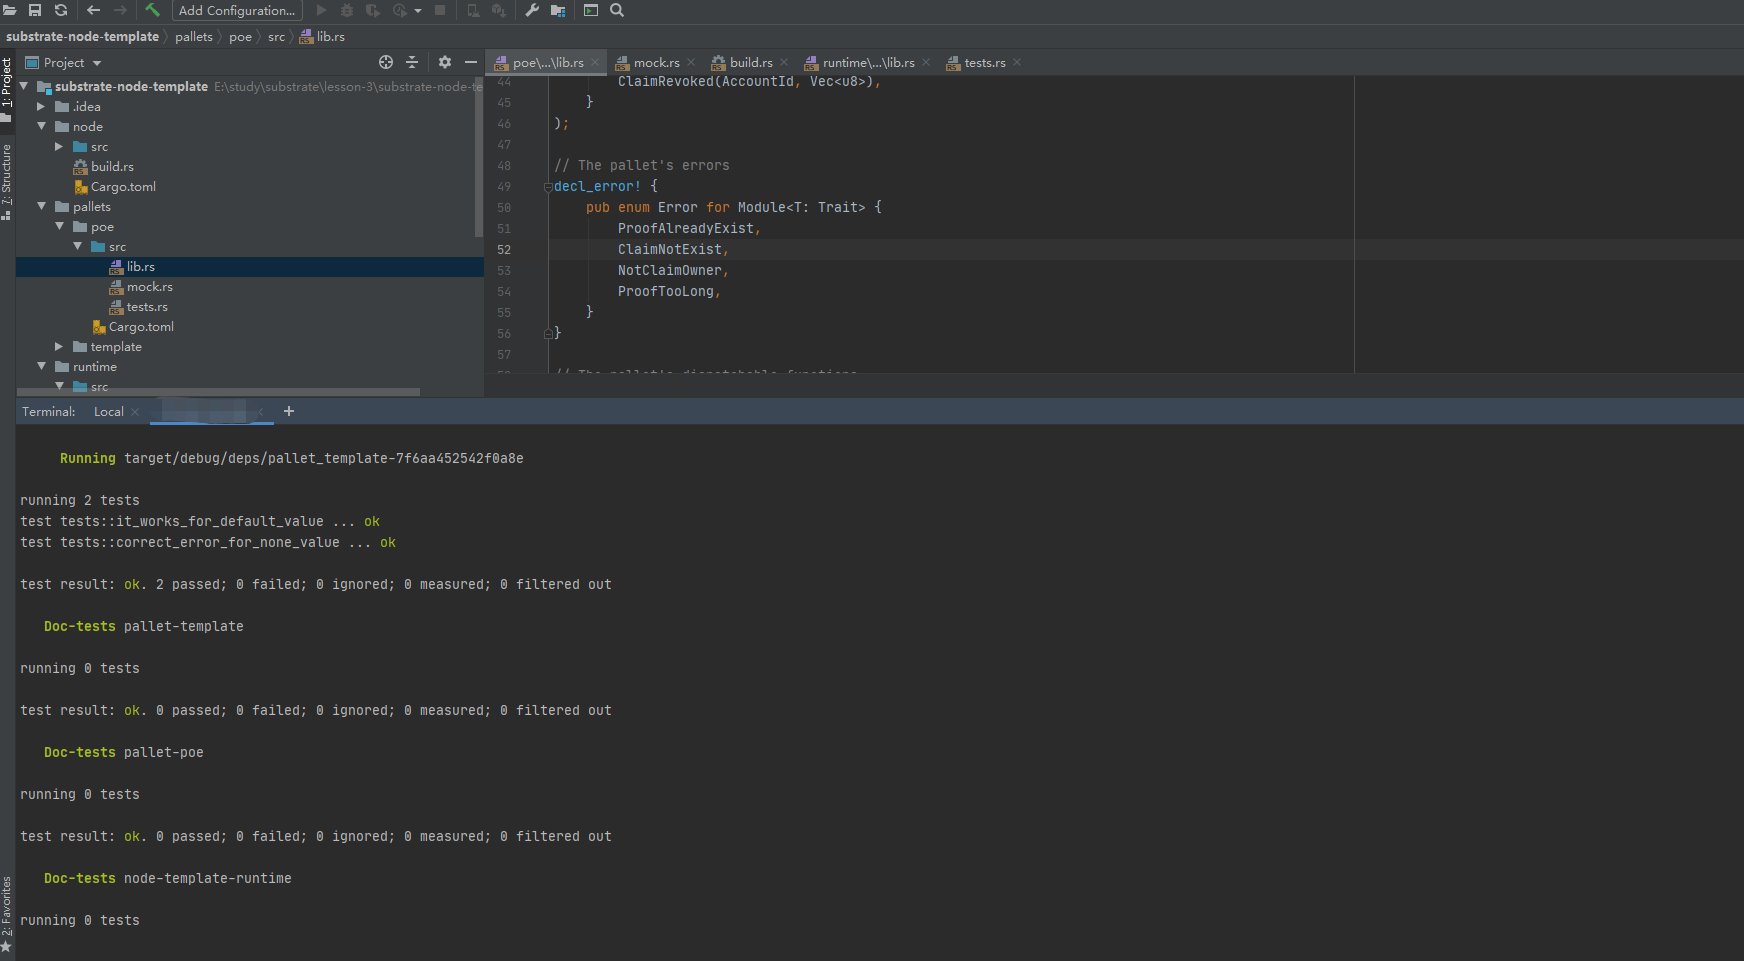 Add Configuration...
substrate-node-template pallets poe src lib.rs
1: Project
7: Structure
2: Favorites
Project
substrate-node-template E:\study\substrate\lesson-3\substrate-node-te
.idea
node
src
build.rs
Cargo.toml
pallets
poe
src
lib.rs
mock.rs
tests.rs
Cargo.toml
template
runtime
src
poe\...\lib.rs mock.rs build.rs runtime\...\lib.rs tests.rs
44 ClaimRevoked(AccountId, Vec<u8>),
45 }
46 );
47
48 // The pallet's errors
49 decl_error! {
50 pub enum Error for Module<T: Trait> {
51 ProofAlreadyExist,
52 ClaimNotExist,
53 NotClaimOwner,
54 ProofTooLong,
55 }
56 }
57
58 // The pallet's dispatchable functions
Terminal: Local +
Running target/debug/deps/pallet_template-7f6aa452542f0a8e
running 2 tests
test tests::it_works_for_default_value ... ok
test tests::correct_error_for_none_value ... ok
test result: ok. 2 passed; 0 failed; 0 ignored; 0 measured; 0 filtered out
Doc-tests pallet-template
running 0 tests
test result: ok. 0 passed; 0 failed; 0 ignored; 0 measured; 0 filtered out
Doc-tests pallet-poe
running 0 tests
test result: ok. 0 passed; 0 failed; 0 ignored; 0 measured; 0 filtered out
Doc-tests node-template-runtime
running 0 tests